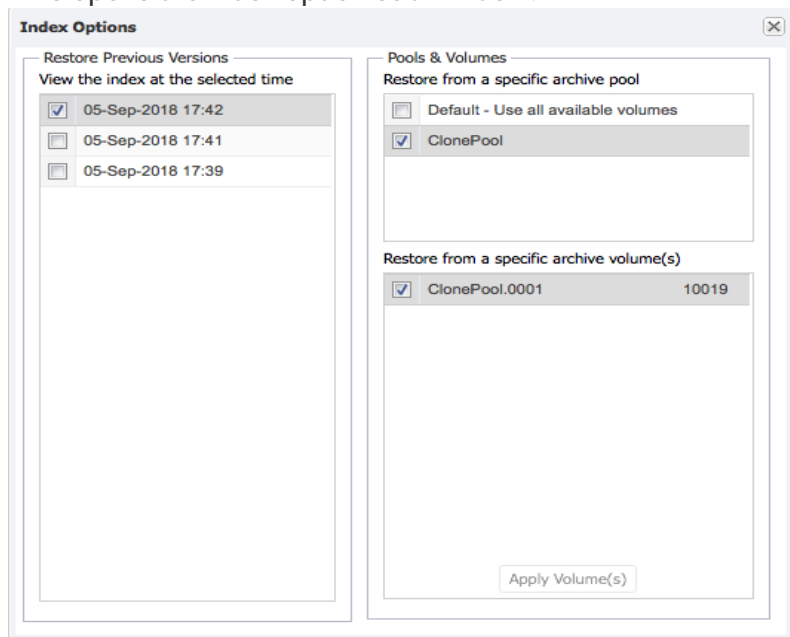 Index Options
Restore Previous Versions
View the index at the selected time
05-Sep-2018 17:42
05-Sep-2018 17:41
05-Sep-2018 17:39
Pools & Volumes
Restore from a specific archive pool
Default - Use all available volumes
ClonePool
Restore from a specific archive volume(s)
ClonePool.0001 10019
Apply Volume(s)